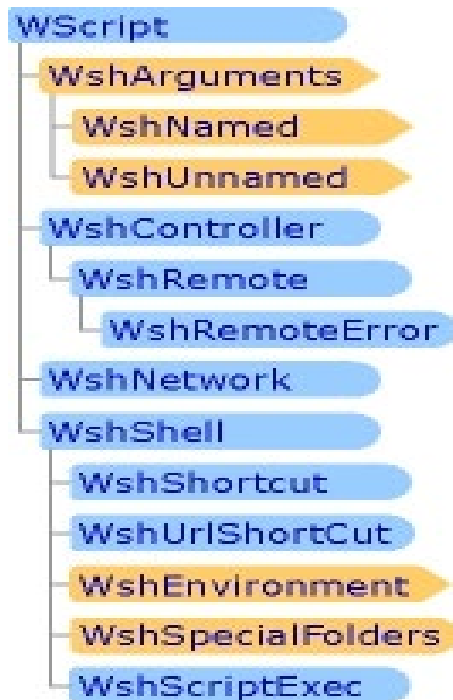 WScript
WshArguments
WshNamed
WshUnnamed
WshController
WshRemote
WshRemoteError
WshNetwork
WshShell
WshShortcut
WshUrlShortCut
WshEnvironment
WshSpecialFolders
WshScriptExec